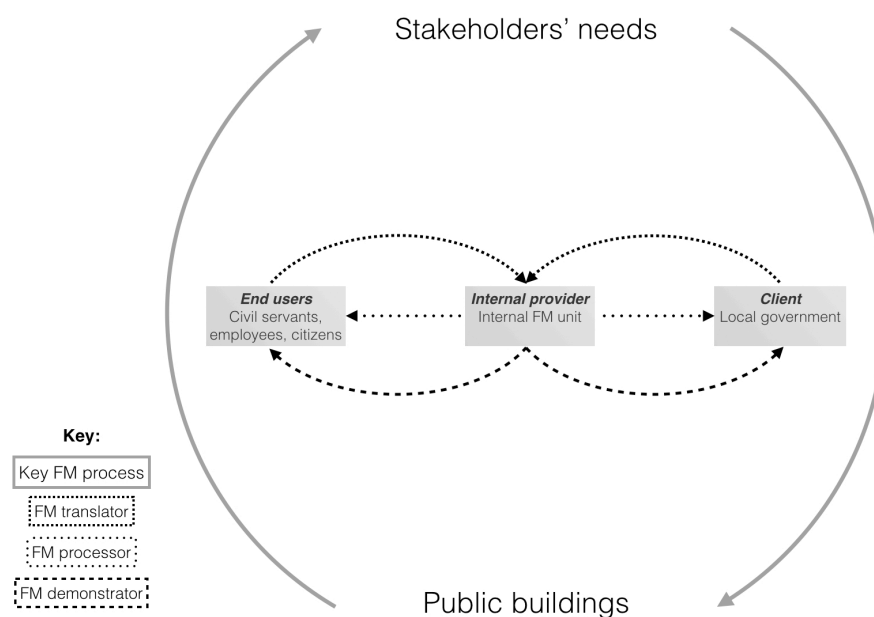 Stakeholders’ needs
End users
Civil servants,
employees, citizens
Internal provider
Internal FM unit
Client
Local government
Key:
Key FM process
FM translator
FM processor
FM demonstrator
Public buildings